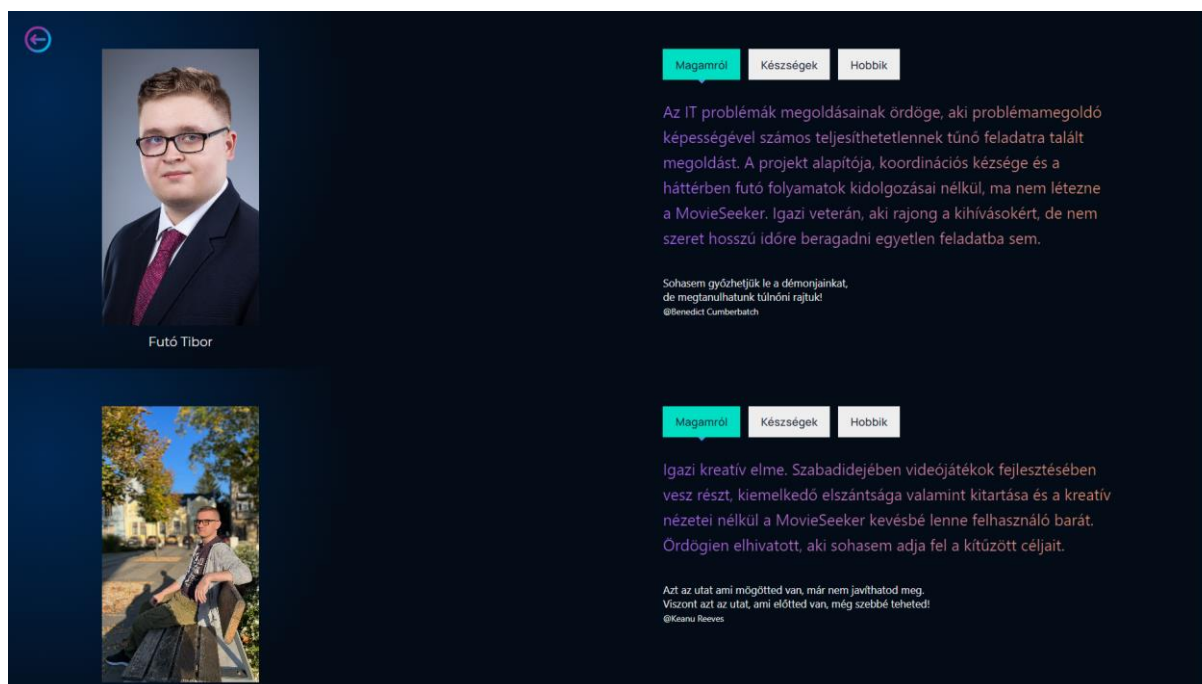 Magamról Készségek Hobbik
Az IT problémák megoldásainak ördöge, aki problémamegoldó
képességével számos teljesíthetetlennek tűnő feladatra talált
megoldást. A projekt alapítója, koordinációs kézsége és a
háttérben futó folyamatok kidolgozásai nélkül, ma nem létezne
a MovieSeeker. Igazi veterán, aki rajong a kihívásokért, de nem
szeret hosszú időre beragadni egyetlen feladatba sem.
Sohasem győzhetjük le a démonjainkat,
de megtanulhatunk túlnőni rajtuk!
@Benedict Cumberbatch
Futó Tibor
Magamról Készségek Hobbik
Igazi kreatív elme. Szabadidejében videójátékok fejlesztésében
vesz részt, kiemelkedő elszántsága valamint kitartása és a kreatív
nézetei nélkül a MovieSeeker kevésbé lenne felhasználó barát.
Ördögien elhivatott, aki sohasem adja fel a kítűzött céljait.
Azt az utat ami mögötted van, már nem javíthatod meg.
Viszont azt az utat, ami előtted van, még szebbé teheted!
@Keanu Reeves